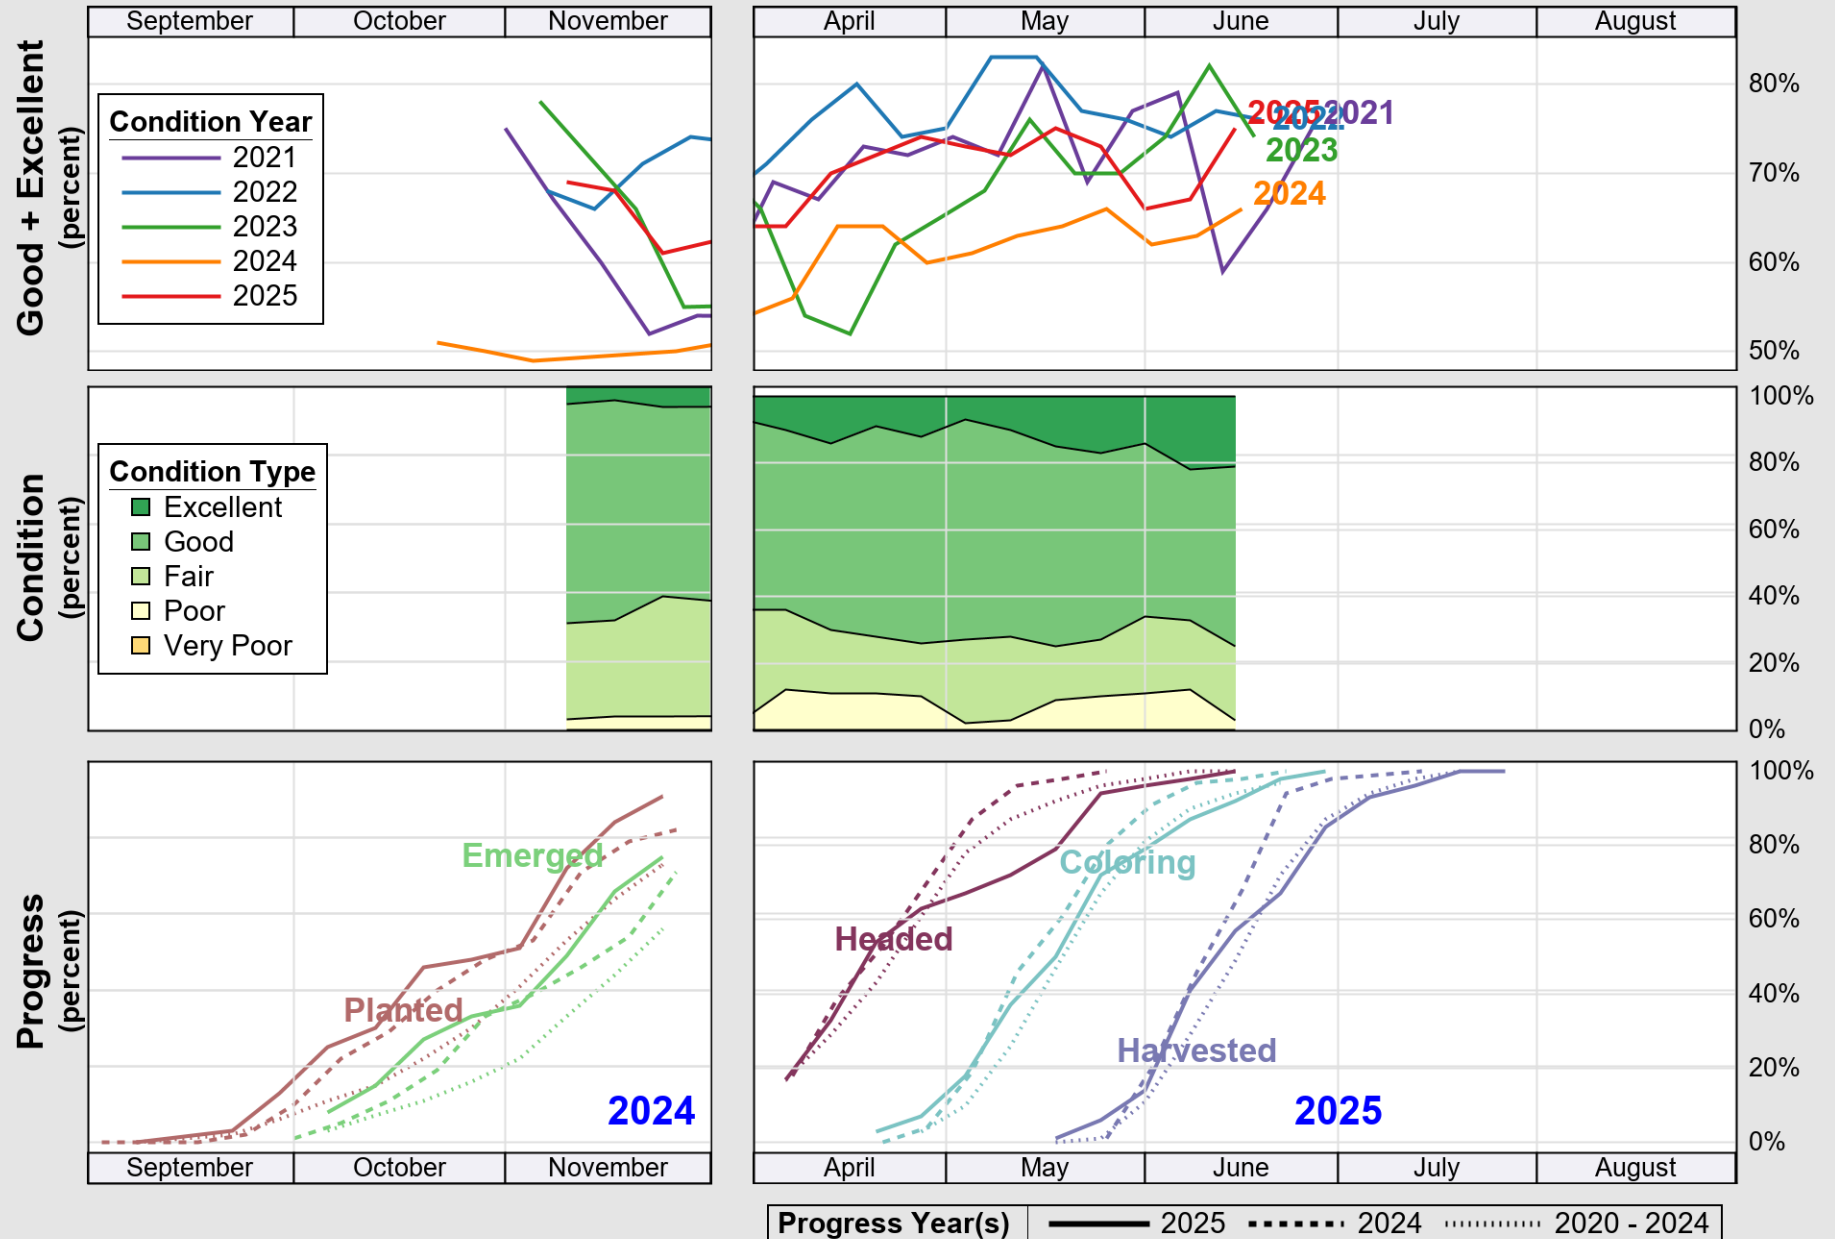 September October November April May June July August
Good + Excellent
(percent)
Condition Year
2021
2022
2023
2024
2025
2025 2022 2021
2023
2024
80%
70%
60%
50%
Condition
(percent)
Condition Type
Excellent
Good
Fair
Poor
Very Poor
100%
80%
60%
40%
20%
0%
Progress
(percent)
Emerged
Planted
2024
Headed
Coloring
Harvested
2025
100%
80%
60%
40%
20%
0%
September October November April May June July August
Progress Year(s) 2025 2024 2020 - 2024